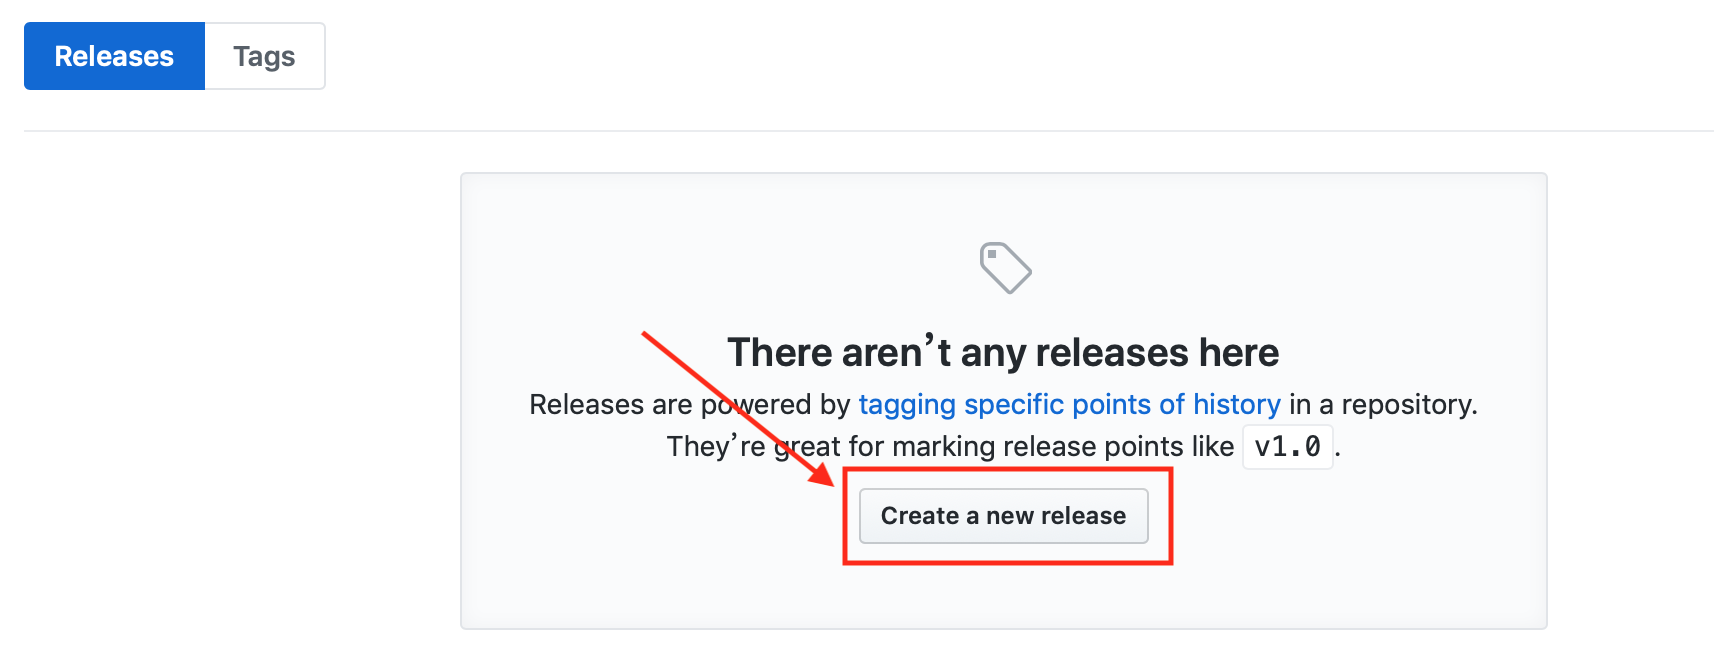 Releases Tags
There aren’t any releases here
Releases are powered by tagging specific points of history in a repository.
They’re great for marking release points like v1.0.
Create a new release